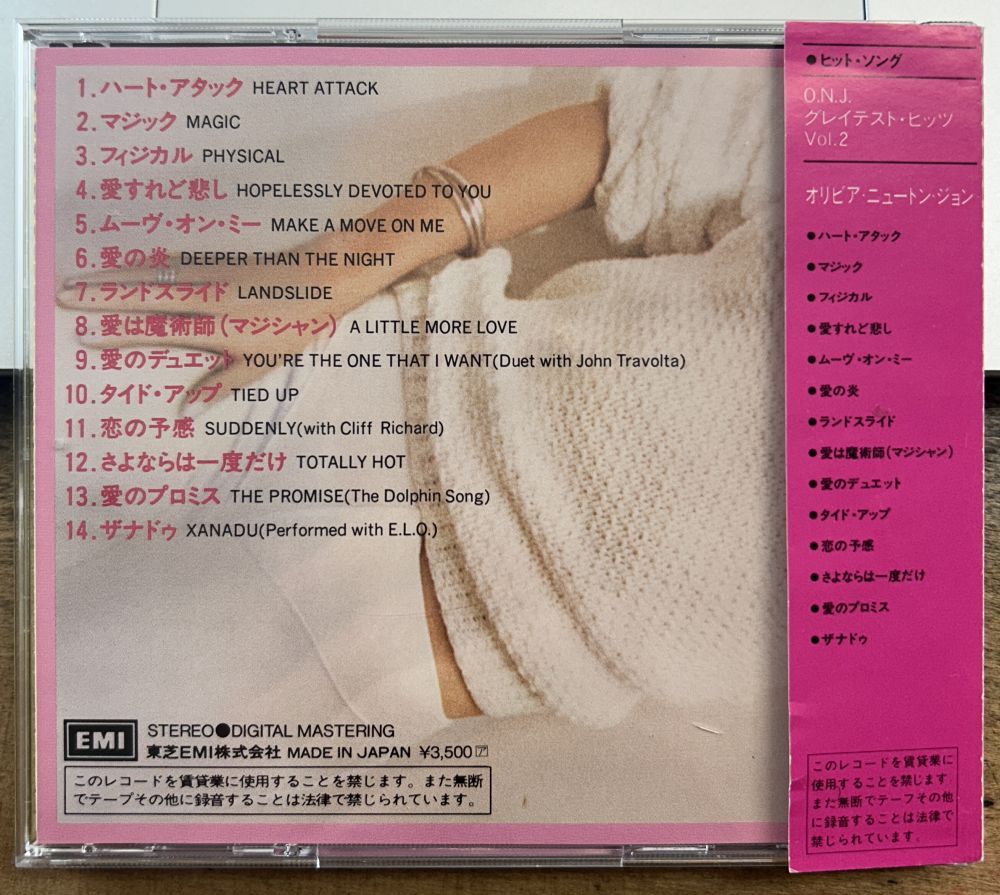 1.ハート・アタック HEART ATTACK
2.マジック MAGIC
3.フィジカル PHYSICAL
4.愛すれど悲し HOPELESSLY DEVOTED TO YOU
5.ムーヴ・オン・ミー MAKE A MOVE ON ME
6.愛の炎 DEEPER THAN THE NIGHT
7.ランドスライド LANDSLIDE
8.愛は魔術師(マジシャン) A LITTLE MORE LOVE
9.愛のデュエット YOU'RE THE ONE THAT I WANT(Duet with John Travolta)
10.タイド・アップ TIED UP
11.恋の予感 SUDDENLY(with Cliff Richard)
12.さよならは一度だけ TOTALLY HOT
13.愛のプロミス THE PROMISE(The Dolphin Song)
14.ザナドゥ XANADU(Performed with E.L.O.)
EMI
STEREO●DIGITAL MASTERING
東芝EMI株式会社 MADE IN JAPAN ¥3,500ア
このレコードを賃貸業に使用することを禁じます。また無断
でテープその他に録音することは法律で禁じられています。
●ヒット・ソング
O.N.J.
グレイテスト・ヒッツ
Vol.2
オリビア・ニュートン・ジョン
●ハート・アタック
●マジック
●フィジカル
●愛すれど悲し
●ムーヴ・オン・ミー
●愛の炎
●ランドスライド
●愛は魔術師(マジシャン)
●愛のデュエット
●タイド・アップ
●恋の予感
●さよならは一度だけ
●愛のプロミス
●ザナドゥ
このレコードを賃貸業に
使用することを禁じます。
また無断でテープその他
に録音することは法律で
禁じられています。